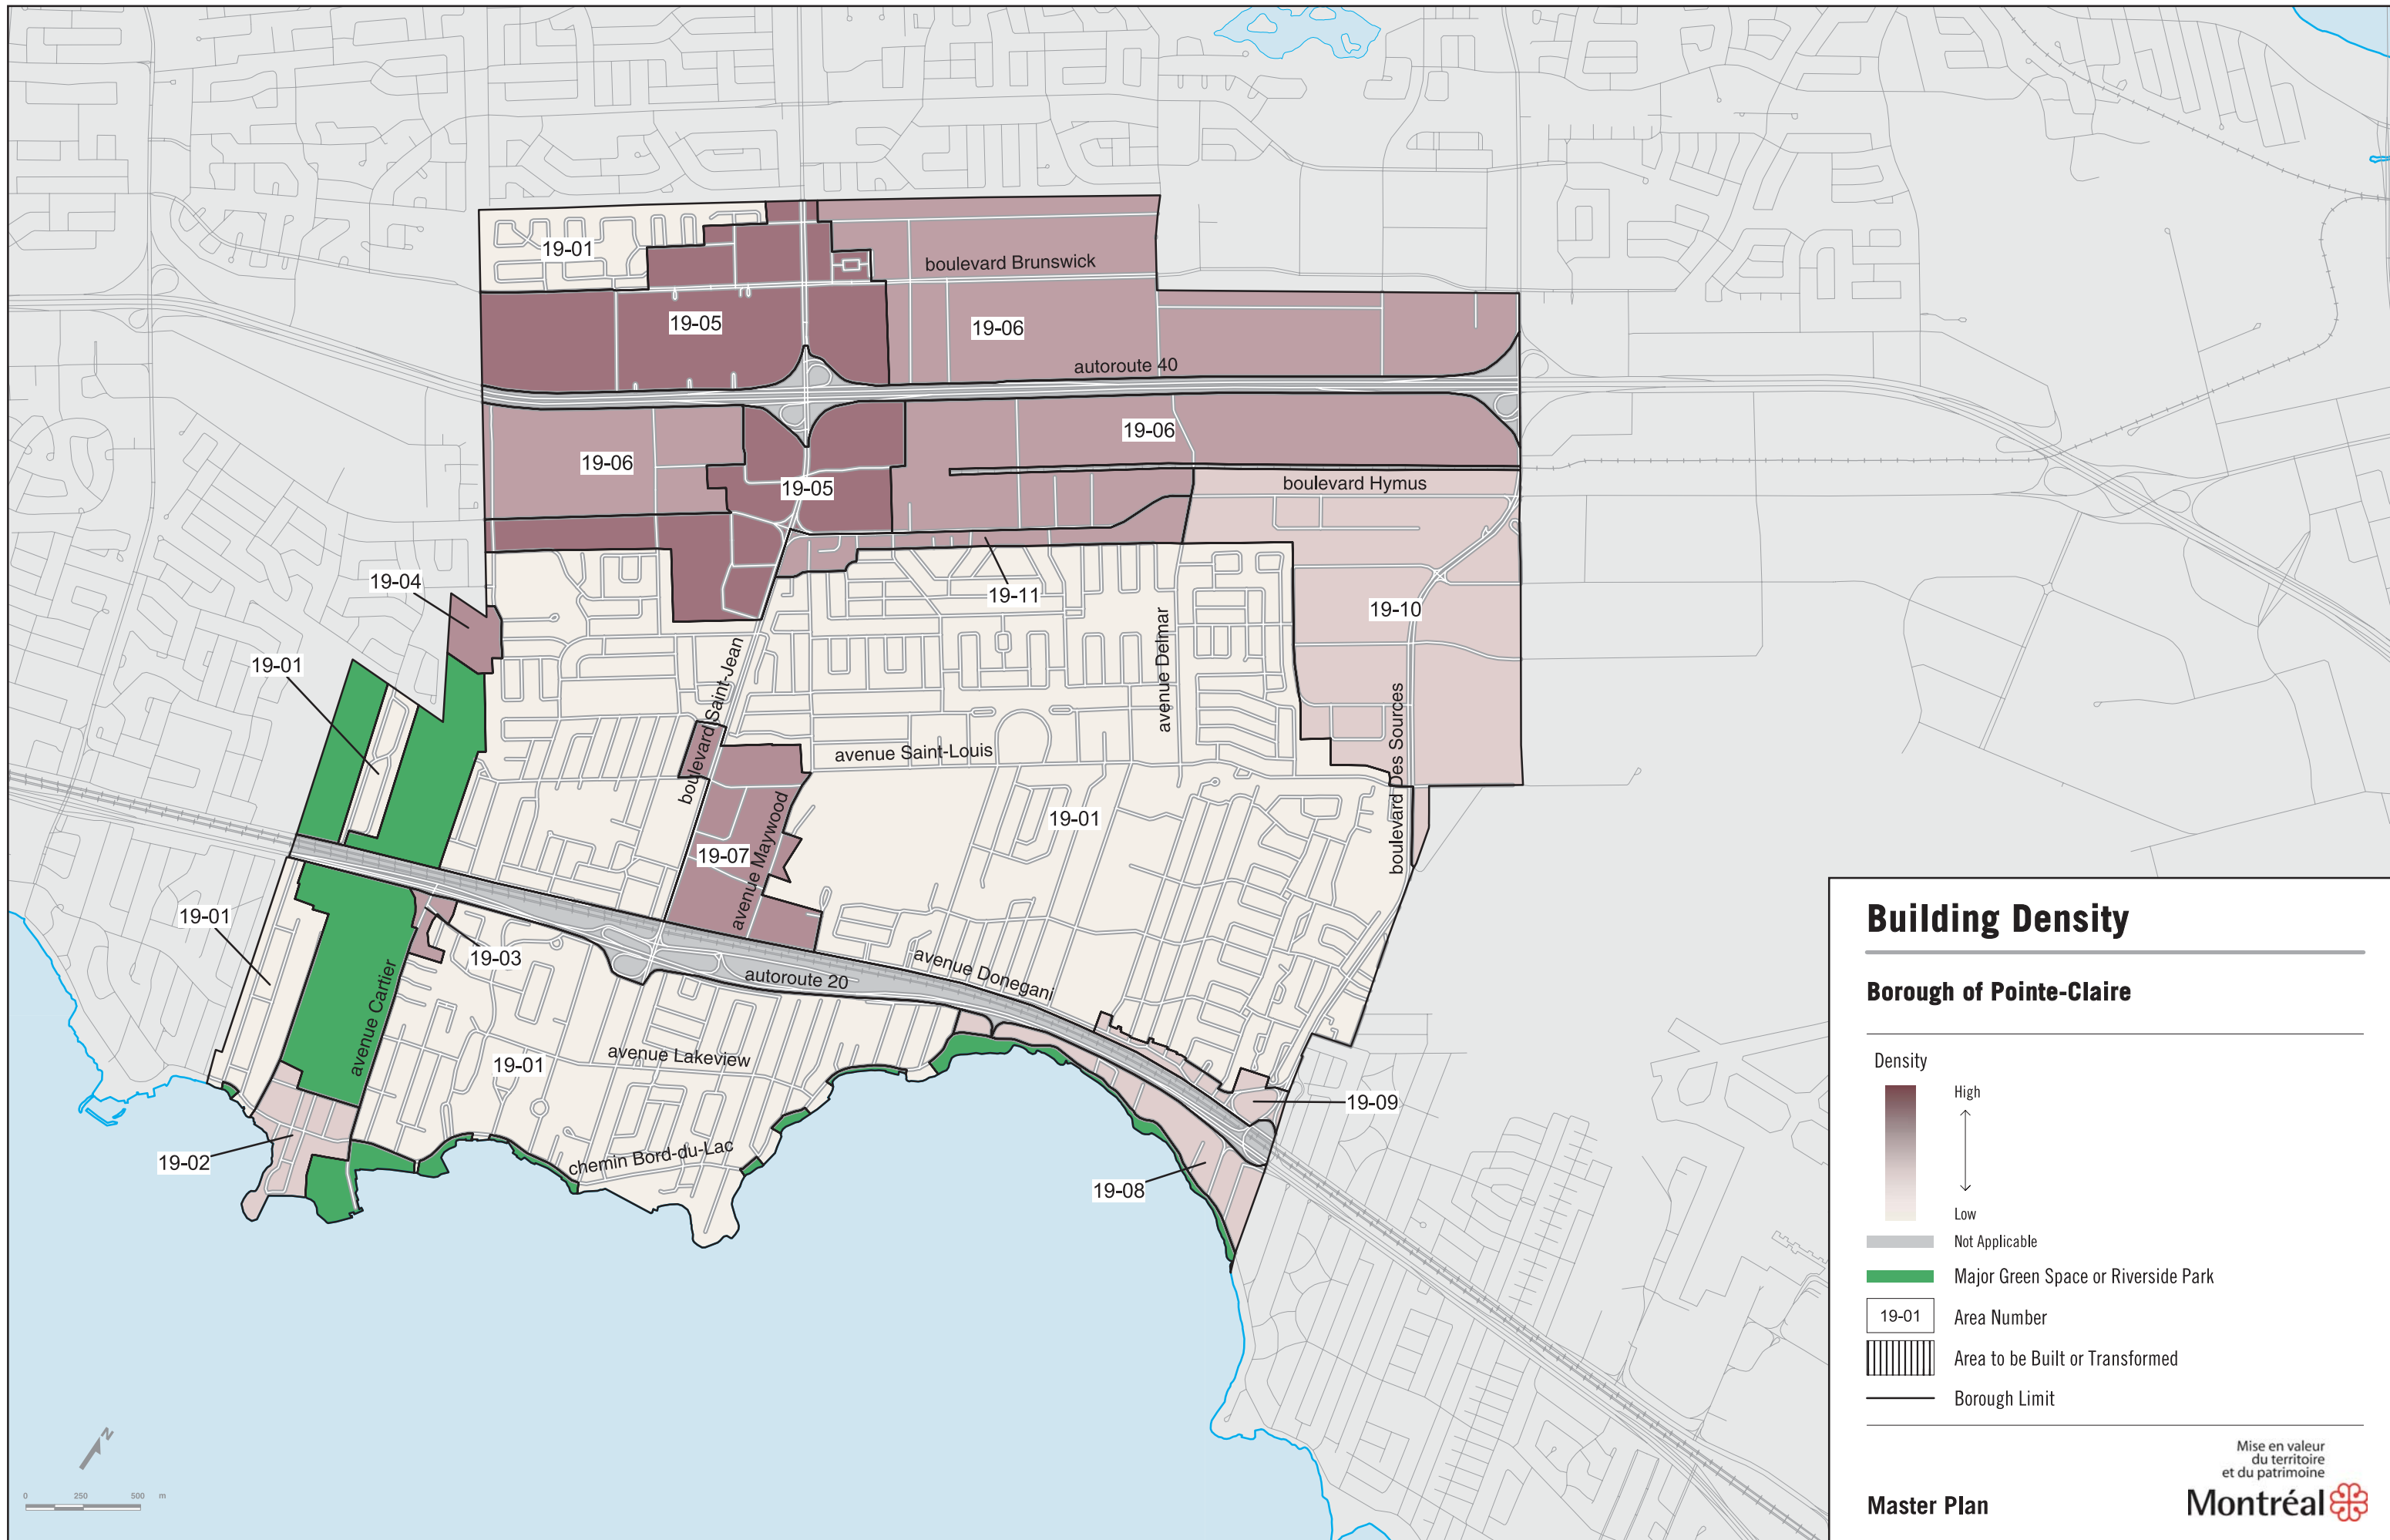 19-01
boulevard Brunswick
19-05
19-06
autoroute 40
19-06
19-06
19-05
boulevard Hymus
19-04
19-11
19-10
avenue Delmar
19-01
boulevard Saint-Jean
avenue Saint-Louis
boulevard Des Sources
19-01
19-07
avenue Maywood
19-01
19-03
avenue Donegani
autoroute 20
avenue Cartier
19-01
avenue Lakeview
19-09
19-02
chemin Bord-du-Lac
19-08
N
0 250 500 m
Building Density
Borough of Pointe-Claire
Density
High
Low
Not Applicable
Major Green Space or Riverside Park
19-01 Area Number
Area to be Built or Transformed
Borough Limit
Mise en valeur
du territoire
et du patrimoine
Master Plan
Montréal